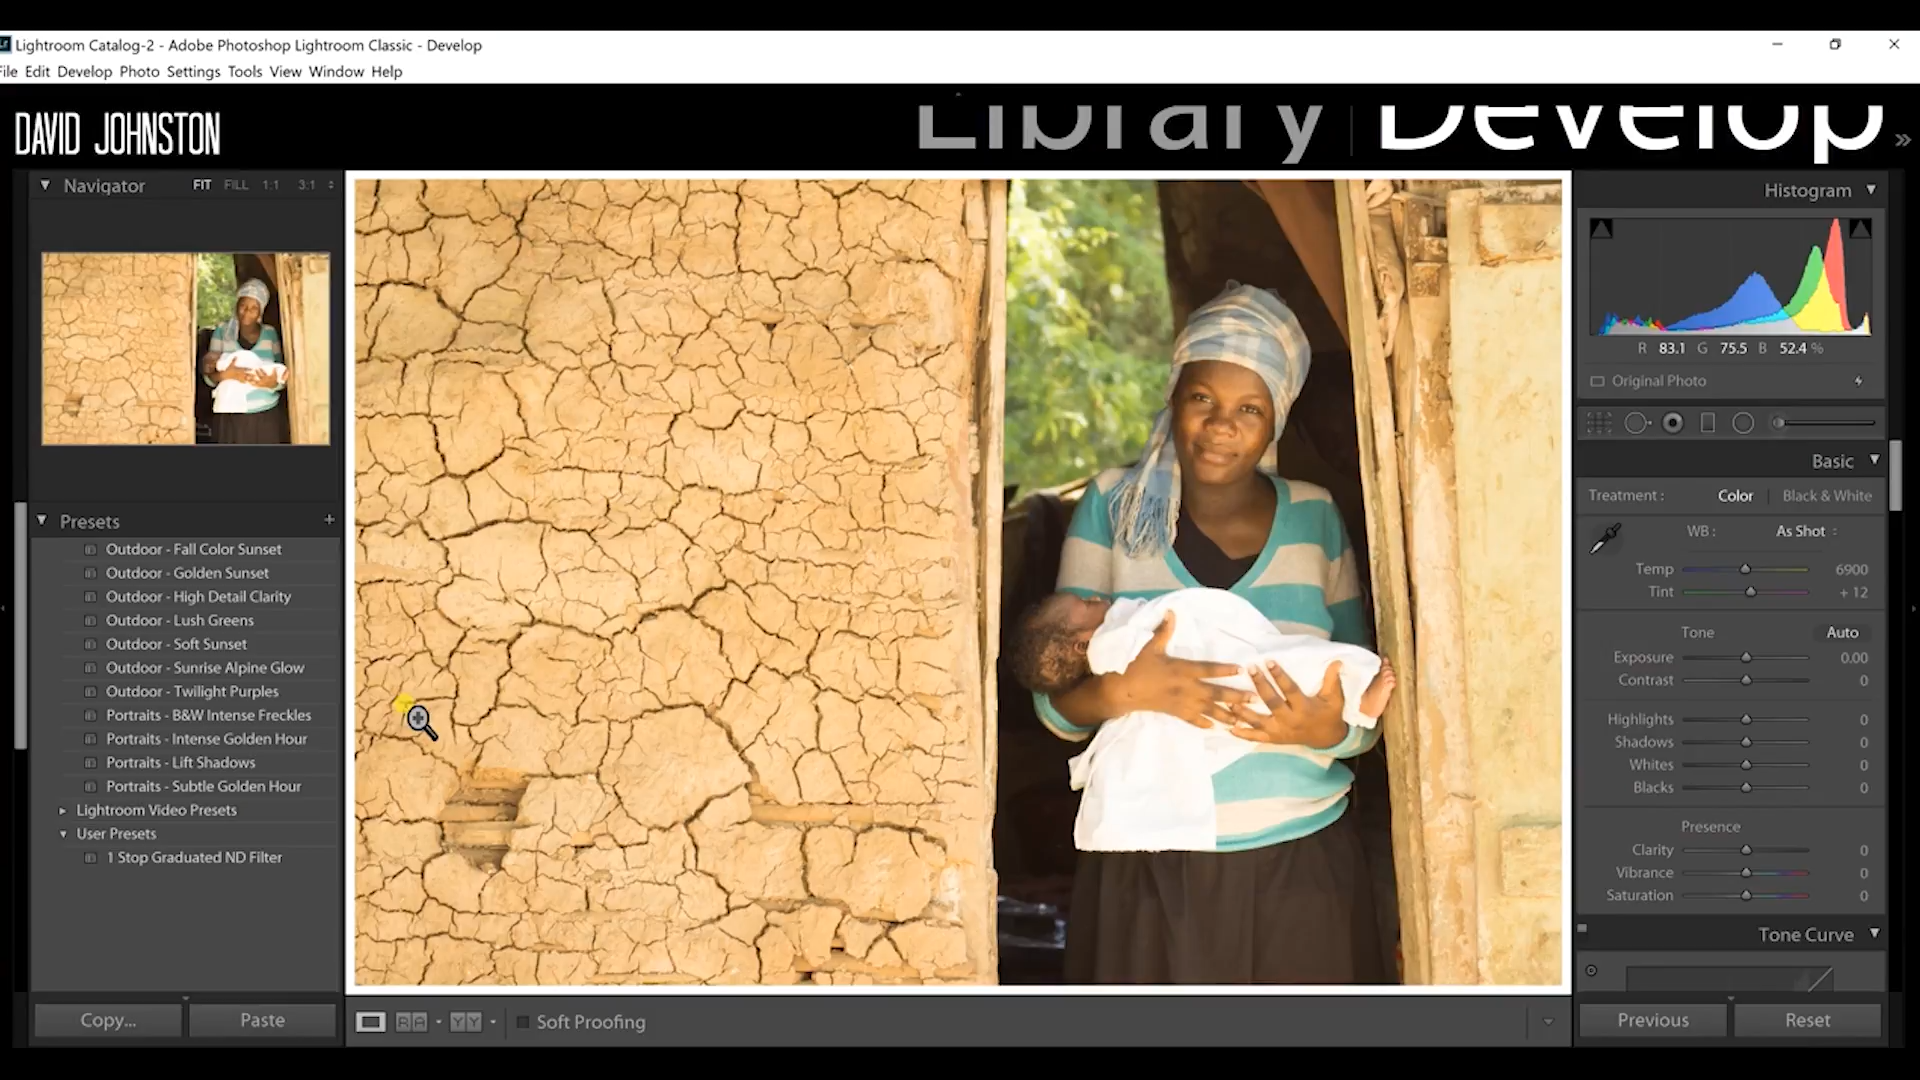 Lightroom Catalog-2 - Adobe Photoshop Lightroom Classic - Develop
File Edit Develop Photo Settings Tools View Window Help
DAVID JOHNSTON
Library | Develop
Navigator FIT FILL 1:1 3:1
Presets +
Outdoor - Fall Color Sunset
Outdoor - Golden Sunset
Outdoor - High Detail Clarity
Outdoor - Lush Greens
Outdoor - Soft Sunset
Outdoor - Sunrise Alpine Glow
Outdoor - Twilight Purples
Portraits - B&W Intense Freckles
Portraits - Intense Golden Hour
Portraits - Lift Shadows
Portraits - Subtle Golden Hour
Lightroom Video Presets
User Presets
1 Stop Graduated ND Filter
Copy... Paste
RA YY Soft Proofing
Histogram
R 83.1 G 75.5 B 52.4 %
Original Photo
Basic
Treatment : Color | Black & White
WB : As Shot
Temp 6900
Tint + 12
Tone Auto
Exposure 0.00
Contrast 0
Highlights 0
Shadows 0
Whites 0
Blacks 0
Presence
Clarity 0
Vibrance 0
Saturation 0
Tone Curve
Previous Reset